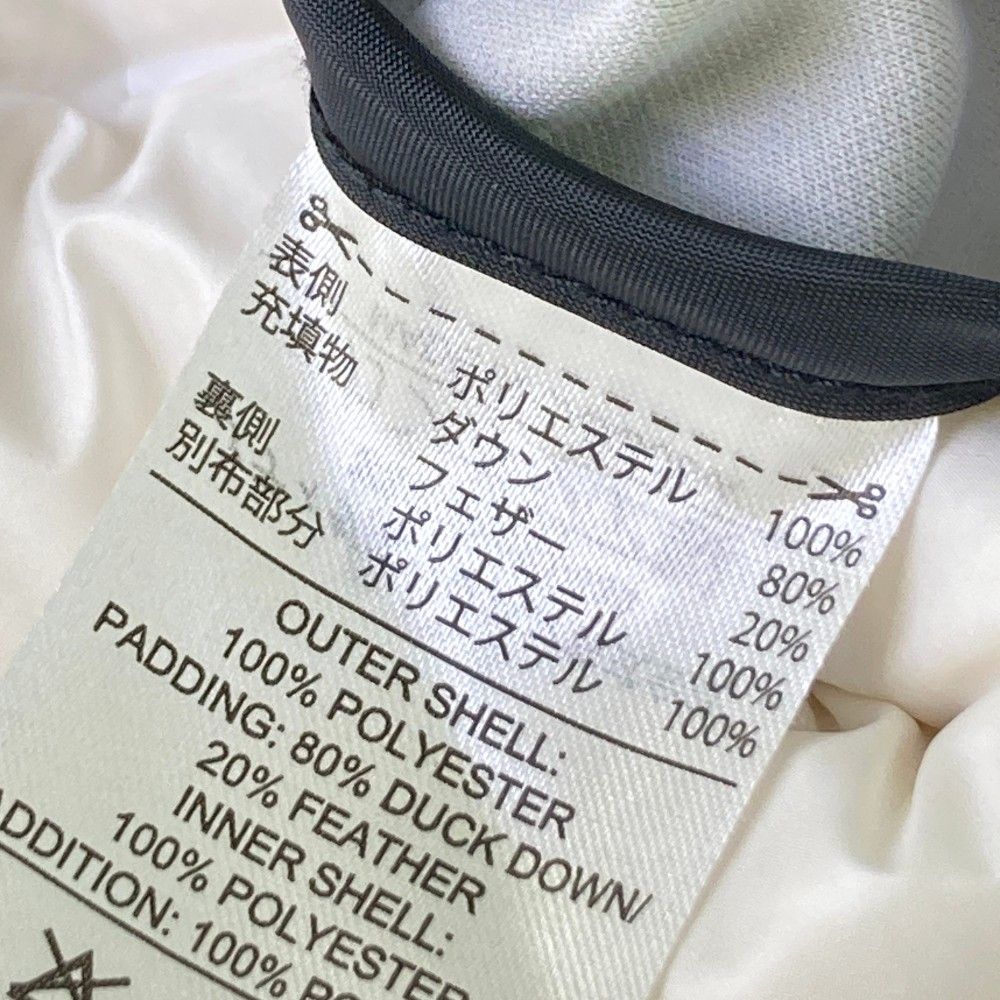 表側 ポリエステル 100%
充填物 ダウン 80%
フェザー 20%
裏側 ポリエステル 100%
別布部分 ポリエステル 100%
OUTER SHELL:
100% POLYESTER
PADDING: 80% DUCK DOWN/
20% FEATHER
INNER SHELL:
100% POLYESTER
ADDITION: 100%